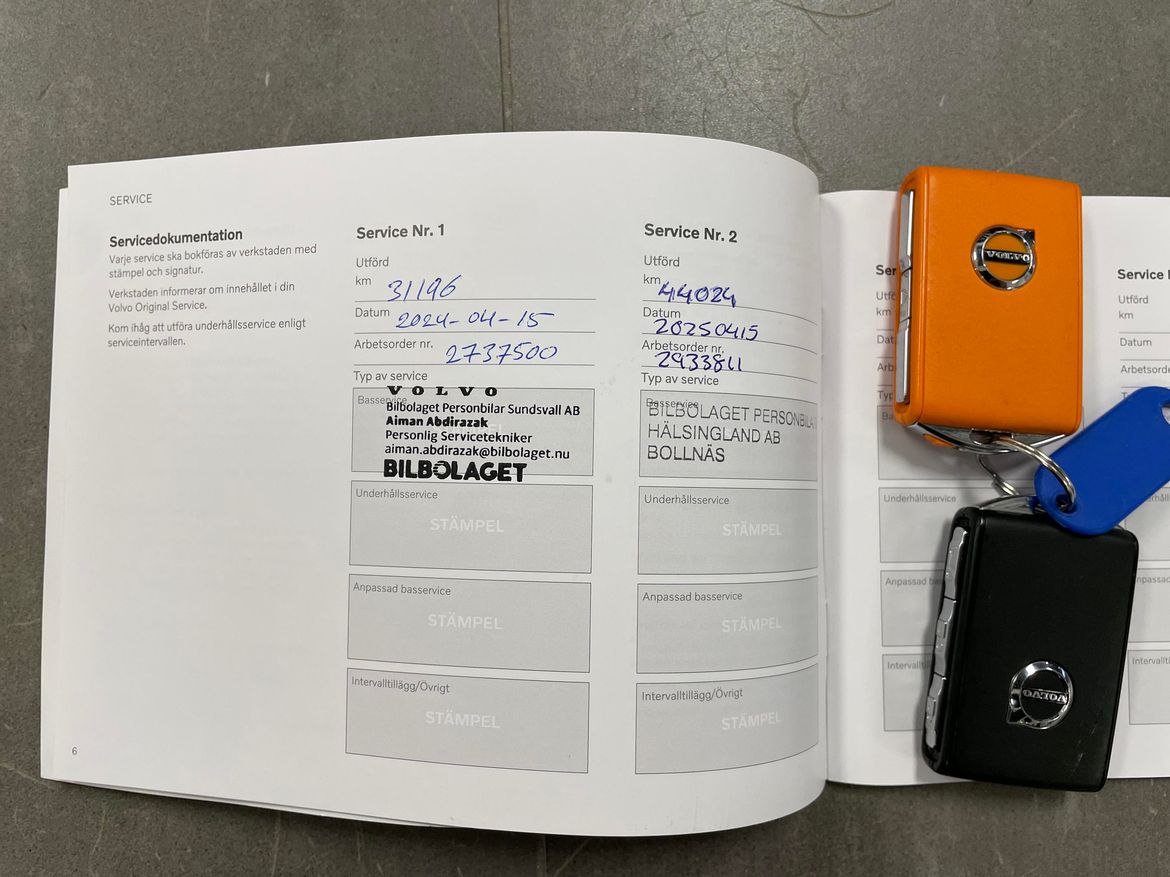 SERVICE
Servicedokumentation
Varje service ska bokföras av verkstaden med
stämpel och signatur.
Verkstaden informerar om innehållet i din
Volvo Original Service.
Kom ihåg att utföra underhållsservice enligt
serviceintervallen.
6
Service Nr. 1
Utförd
km 31196
Datum 2024-04-15
Arbetsorder nr. 2737500
Typ av service
Basservice
VOLVO
Bilbolaget Personbilar Sundsvall AB
Aiman Abdirazak
Personlig Servicetekniker
aiman.abdirazak@bilbolaget.nu
BILBOLAGET
Underhållsservice
STÄMPEL
Anpassad basservice
STÄMPEL
Intervalltillägg/Övrigt
STÄMPEL
Service Nr. 2
Utförd
km 44024
Datum 20250415
Arbetsorder nr. 2933811
Typ av service
Basservice
BILBOLAGET PERSONBILA
HÄLSINGLAND AB
BOLLNÄS
Underhållsservice
STÄMPEL
Anpassad basservice
STÄMPEL
Intervalltillägg/Övrigt
STÄMPEL
km
Underhållsservice
Anpassad
VOLVO
VOLVO
Service
Utförd
km
Datum
Arbetsorder